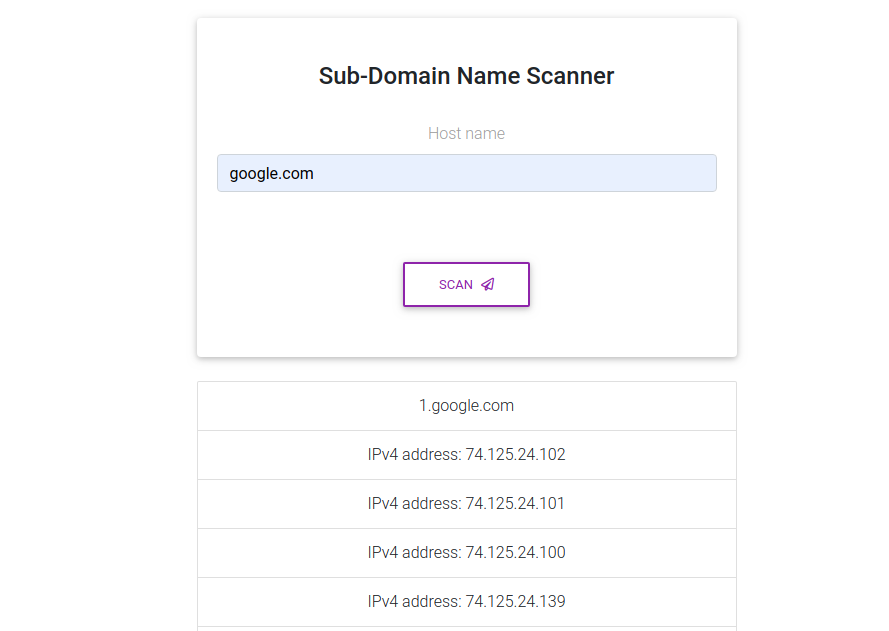 Sub-Domain Name Scanner
Host name
google.com
SCAN
1.google.com
IPv4 address: 74.125.24.102
IPv4 address: 74.125.24.101
IPv4 address: 74.125.24.100
IPv4 address: 74.125.24.139